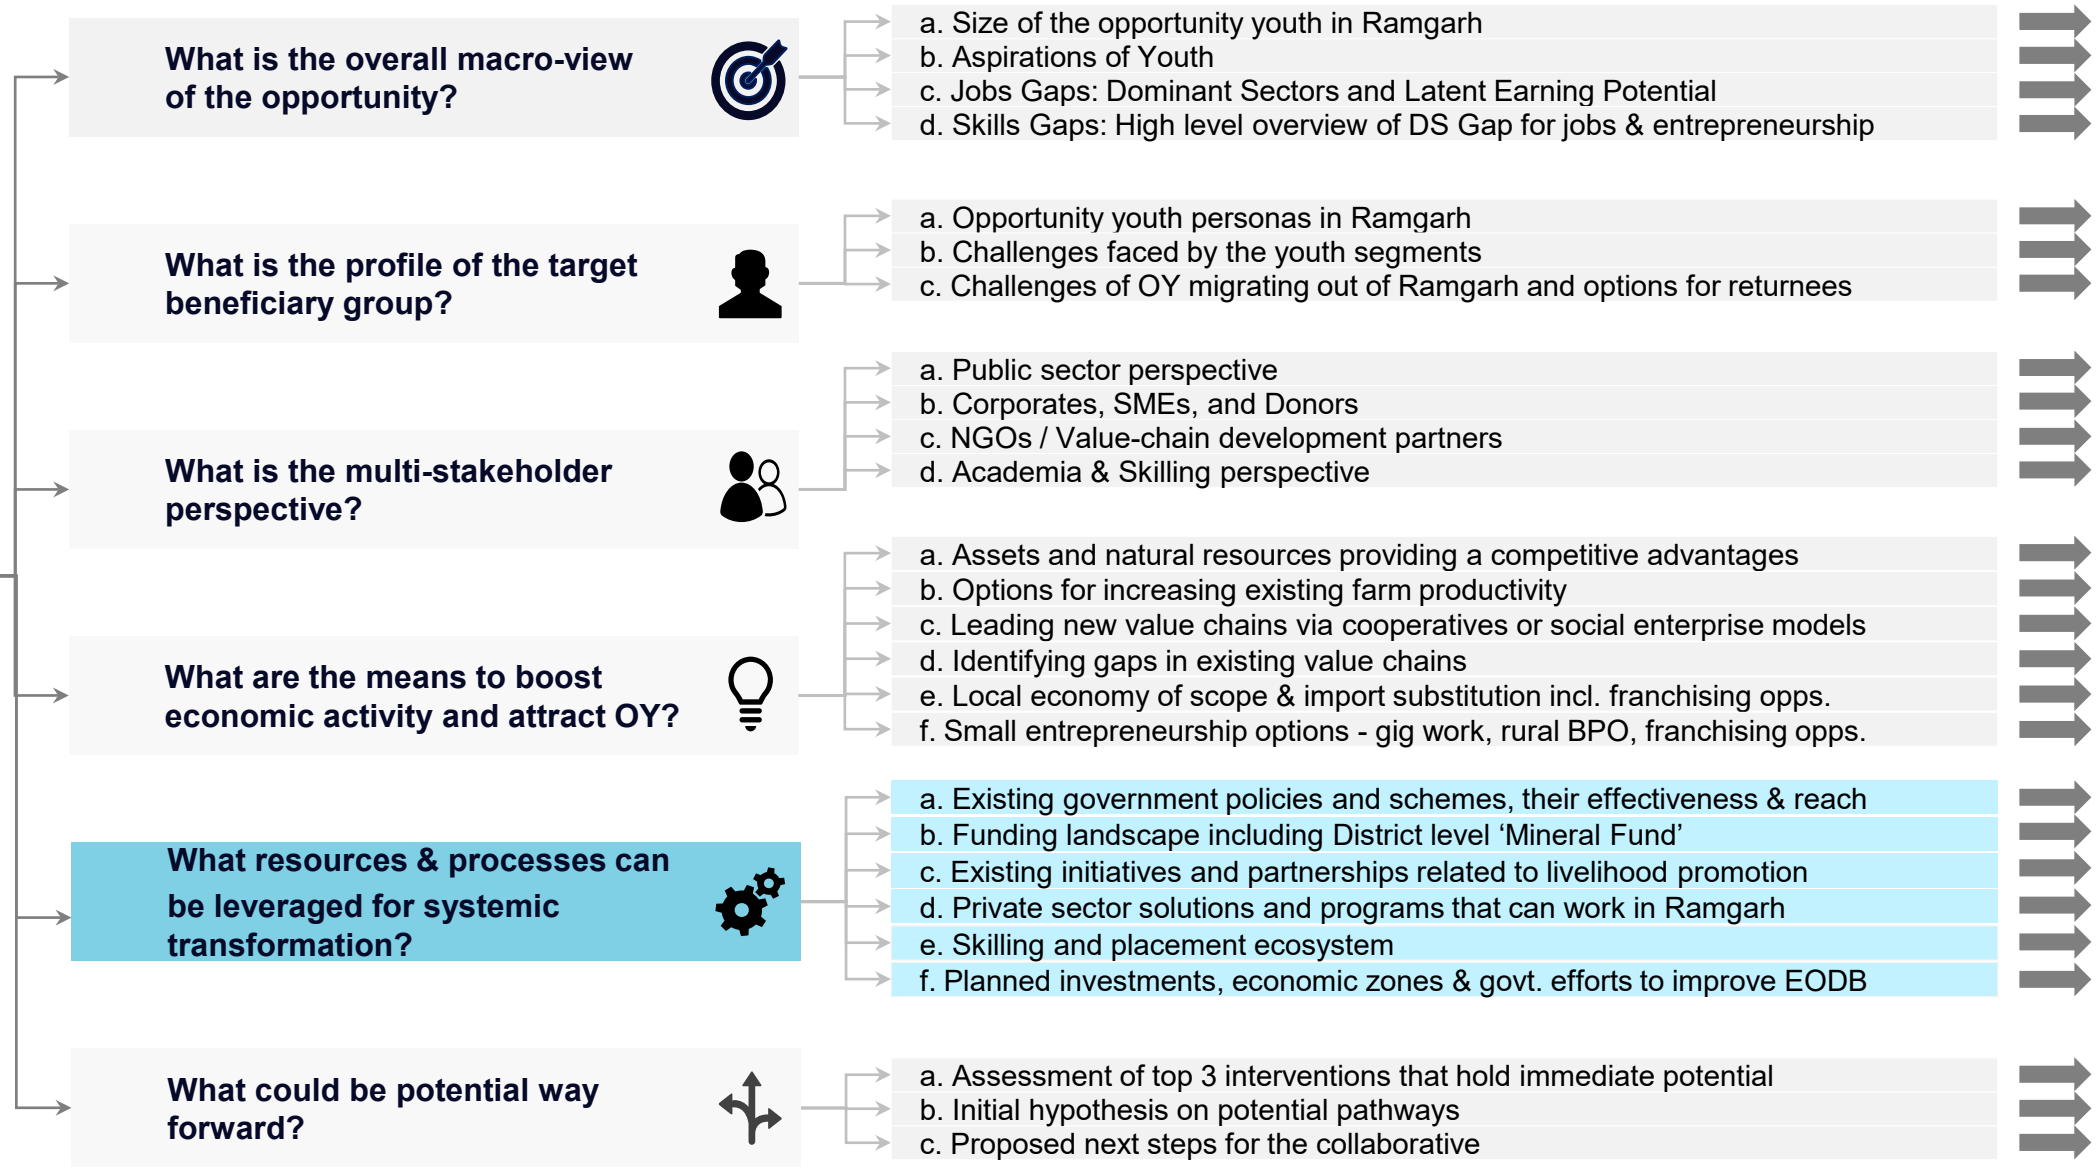 What is the overall macro-view
of the opportunity?
a. Size of the opportunity youth in Ramgarh
b. Aspirations of Youth
c. Jobs Gaps: Dominant Sectors and Latent Earning Potential
d. Skills Gaps: High level overview of DS Gap for jobs & entrepreneurship
What is the profile of the target
beneficiary group?
a. Opportunity youth personas in Ramgarh
b. Challenges faced by the youth segments
c. Challenges of OY migrating out of Ramgarh and options for returnees
What is the multi-stakeholder
perspective?
a. Public sector perspective
b. Corporates, SMEs, and Donors
c. NGOs / Value-chain development partners
d. Academia & Skilling perspective
What are the means to boost
economic activity and attract OY?
a. Assets and natural resources providing a competitive advantages
b. Options for increasing existing farm productivity
c. Leading new value chains via cooperatives or social enterprise models
d. Identifying gaps in existing value chains
e. Local economy of scope & import substitution incl. franchising opps.
f. Small entrepreneurship options - gig work, rural BPO, franchising opps.
What resources & processes can
be leveraged for systemic
transformation?
a. Existing government policies and schemes, their effectiveness & reach
b. Funding landscape including District level ‘Mineral Fund’
c. Existing initiatives and partnerships related to livelihood promotion
d. Private sector solutions and programs that can work in Ramgarh
e. Skilling and placement ecosystem
f. Planned investments, economic zones & govt. efforts to improve EODB
What could be potential way
forward?
a. Assessment of top 3 interventions that hold immediate potential
b. Initial hypothesis on potential pathways
c. Proposed next steps for the collaborative